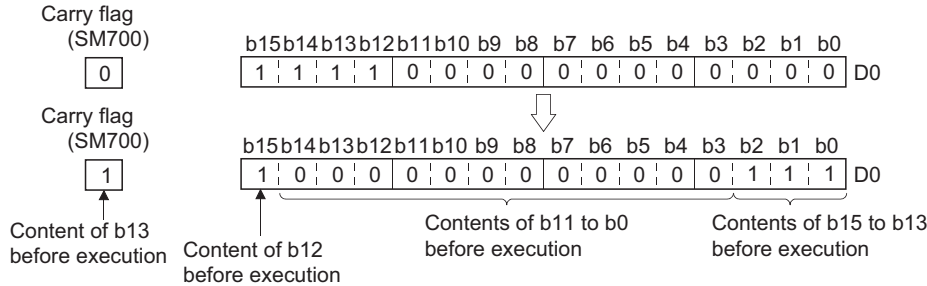 Carry flag
(SM700)
b15 b14 b13 b12 b11 b10 b9 b8 b7 b6 b5 b4 b3 b2 b1 b0
0
1 1 1 1 0 0 0 0 0 0 0 0 0 0 0 0 D0
Carry flag
(SM700)
b15 b14 b13 b12 b11 b10 b9 b8 b7 b6 b5 b4 b3 b2 b1 b0
1
1 0 0 0 0 0 0 0 0 0 0 0 0 1 1 1 D0
Content of b13
before execution
Content of b12
before execution
Contents of b11 to b0
before execution
Contents of b15 to b13
before execution